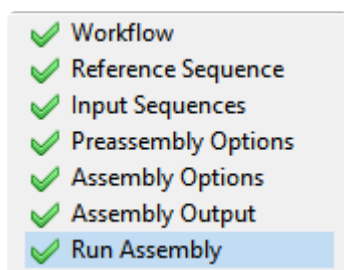 Workflow
Reference Sequence
Input Sequences
Preassembly Options
Assembly Options
Assembly Output
Run Assembly